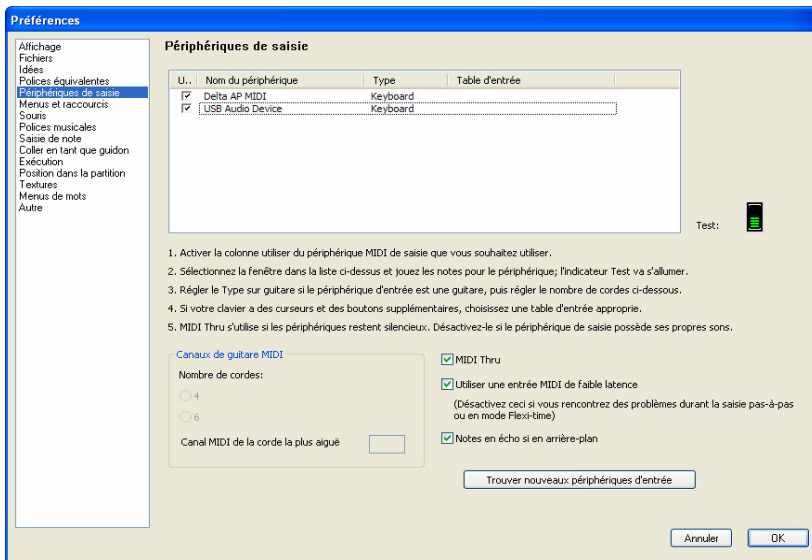 Préférences
Affichage
Fichiers
Idées
Polices équivalentes
Périphériques de saisie
Menus et raccourcis
Souris
Polices musicales
Saisie de note
Coller en tant que guidon
Exécution
Position dans la partition
Textures
Menus de mots
Autre
Périphériques de saisie
U.. Nom du périphérique Type Table d'entrée
Delta AP MIDI Keyboard
USB Audio Device Keyboard
Test:
1. Activer la colonne utiliser du périphérique MIDI de saisie que vous souhaitez utiliser.
2. Sélectionnez la fenêtre dans la liste ci-dessus et jouez les notes pour le périphérique; l'indicateur Test va s'allumer.
3. Régler le Type sur guitare si le périphérique d'entrée est une guitare, puis régler le nombre de cordes ci-dessous.
4. Si votre clavier a des curseurs et des boutons supplémentaires, choisissez une table d'entrée approprie.
5. MIDI Thru s'utilise si les périphériques restent silencieux. Désactivez-le si le périphérique de saisie possède ses propres sons.
Canaux de guitare MIDI
Nombre de cordes:
4
6
Canal MIDI de la corde la plus aiguë
MIDI Thru
Utiliser une entrée MIDI de faible latence
(Désactivez ceci si vous rencontrez des problèmes durant la saisie pas-à-pas
ou en mode Flexi-time)
Notes en écho si en arrière-plan
Trouver nouveaux périphériques d'entrée
Annuler
OK